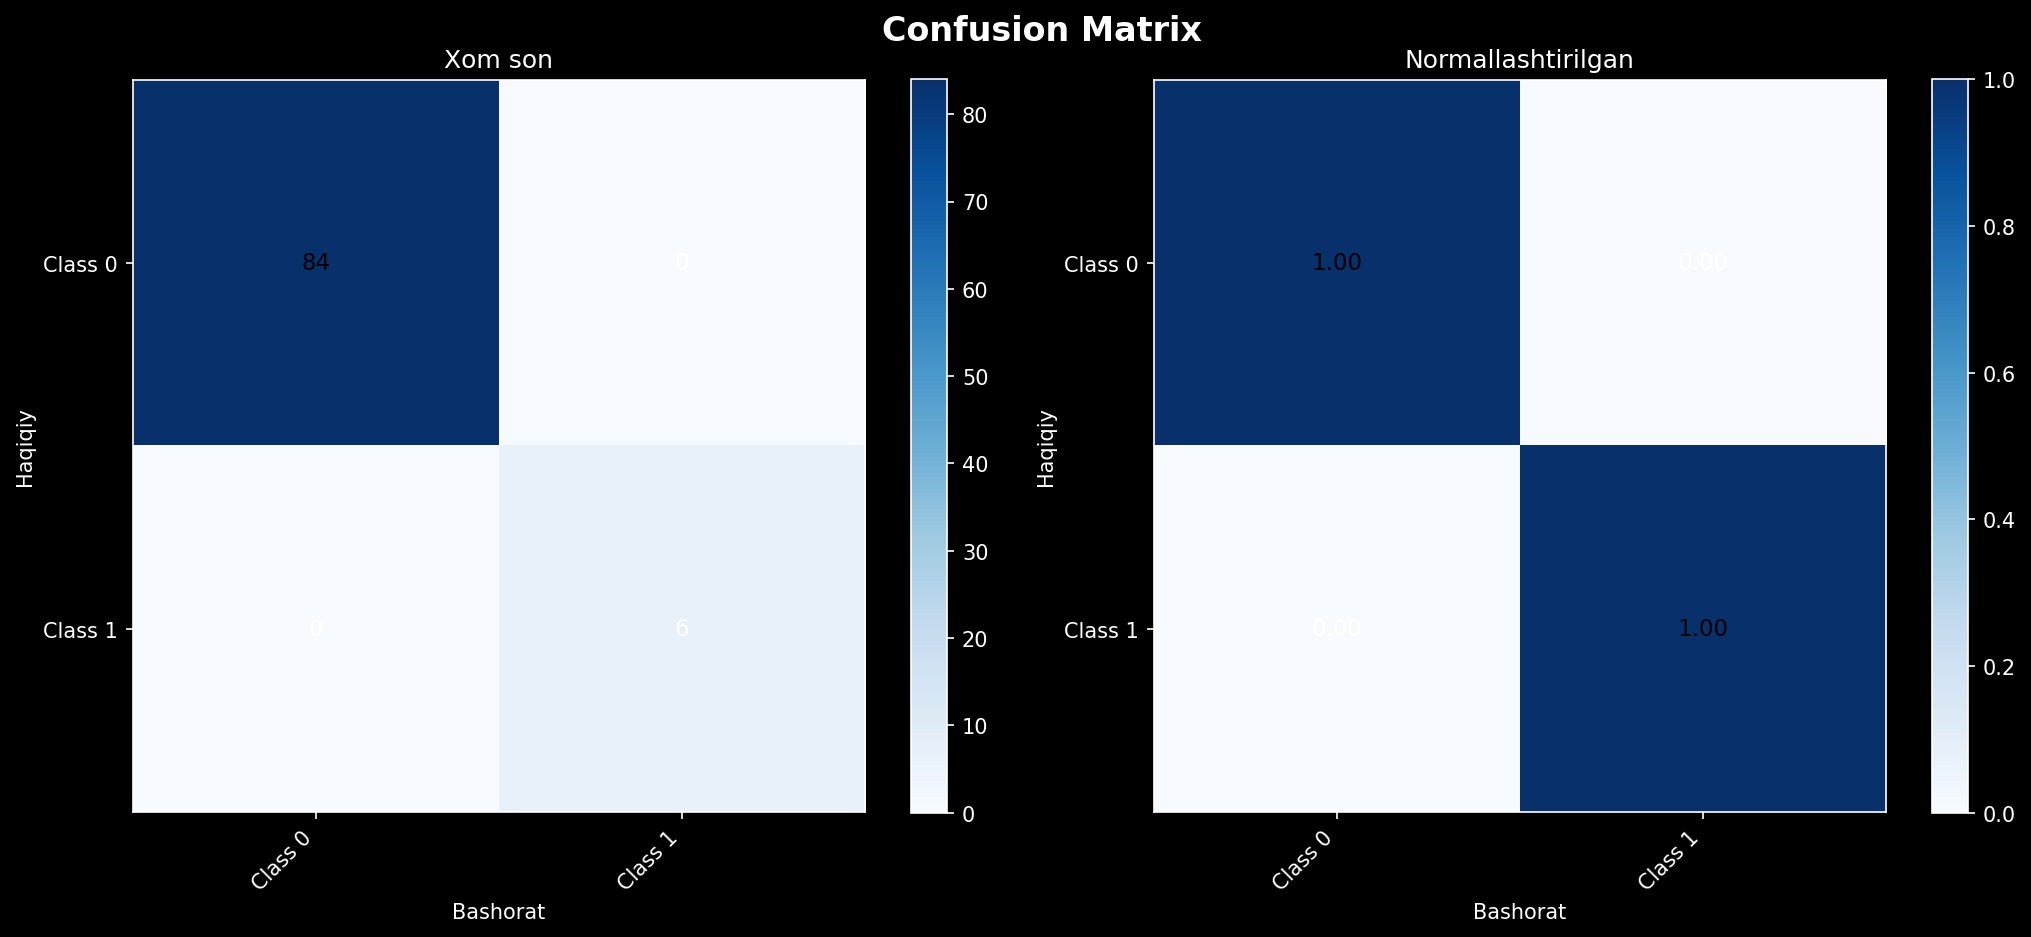 Confusion Matrix
Xom son
Haqiqiy
Class 0
Class 1
84
0
0
6
Class 0
Class 1
Bashorat
80
70
60
50
40
30
20
10
0
Normallashtirilgan
Haqiqiy
Class 0
Class 1
1.00
0.00
0.00
1.00
Class 0
Class 1
Bashorat
1.0
0.8
0.6
0.4
0.2
0.0